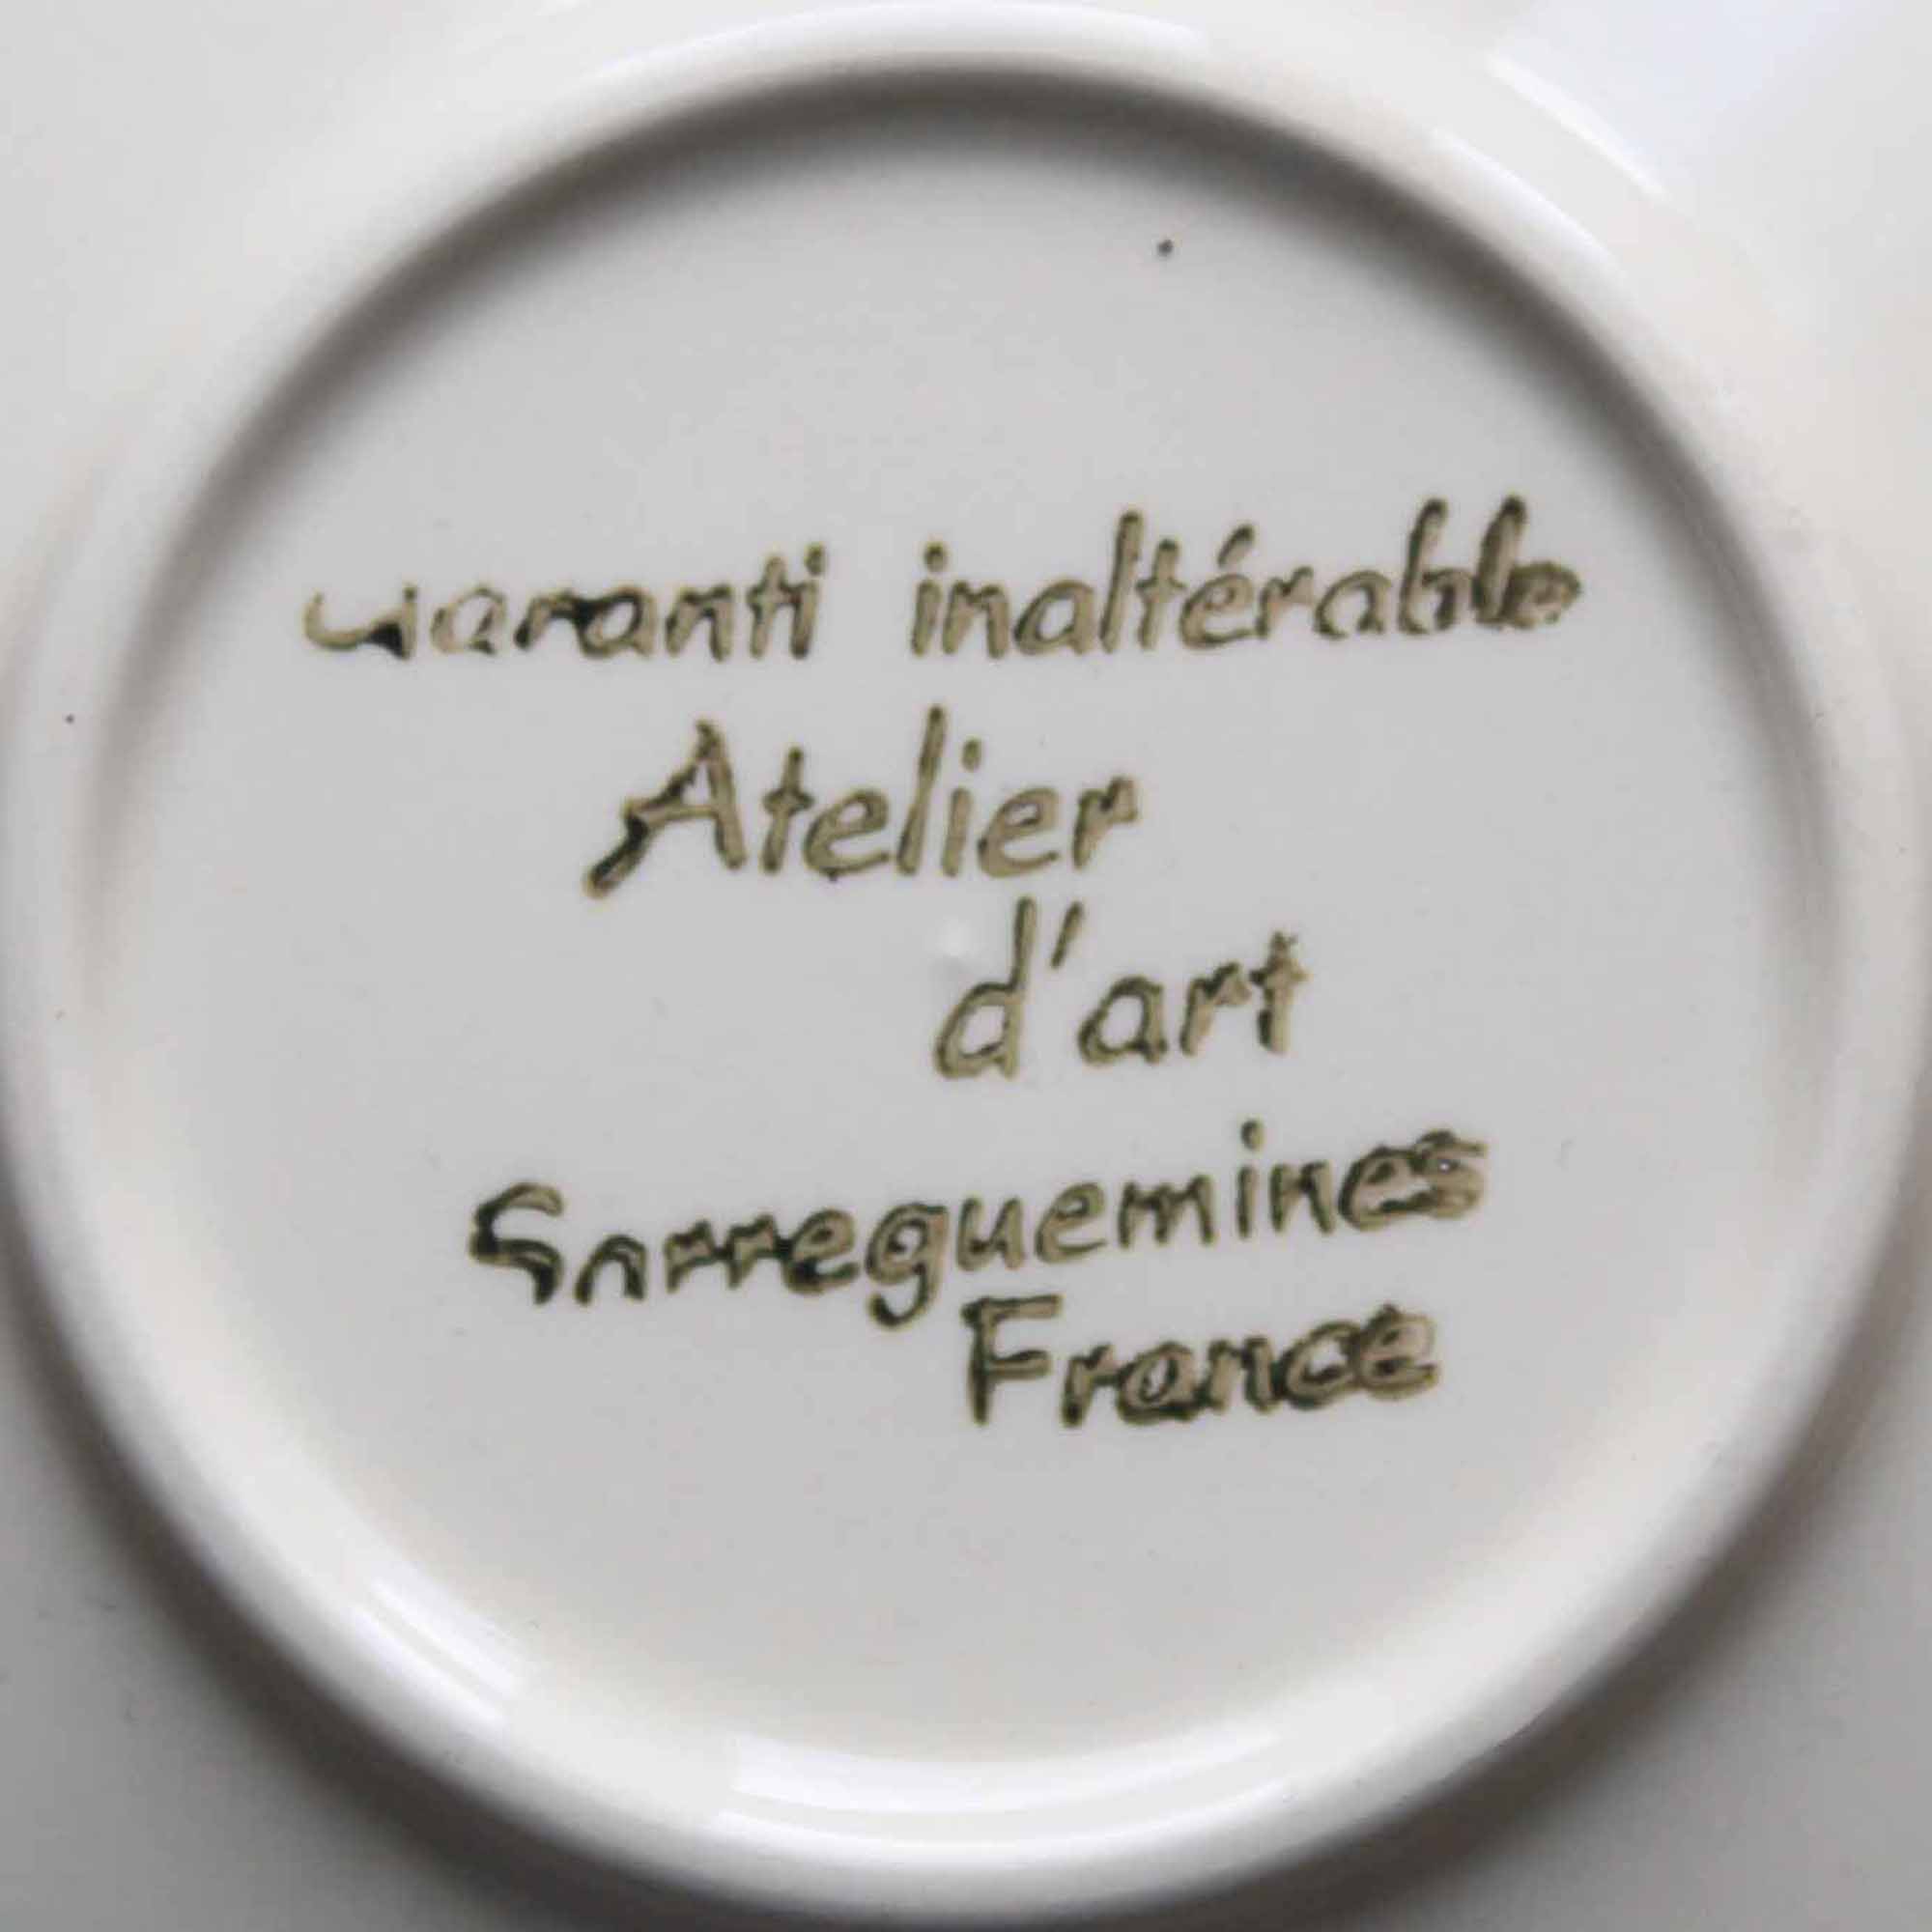 Garanti inaltérable
Atelier
d'art
Sarreguemines
France